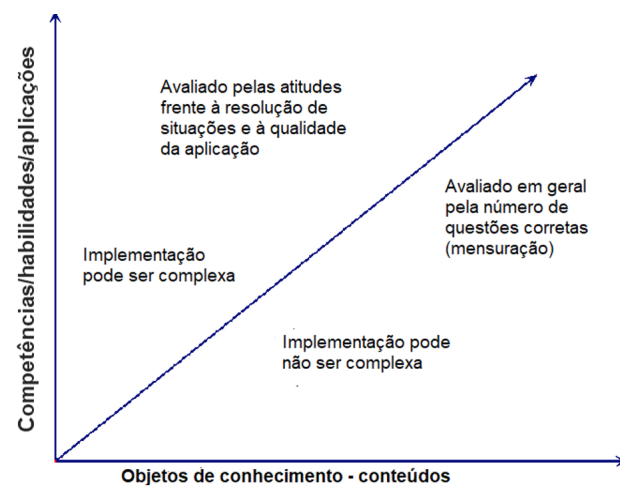 Competências/habilidades/aplicações
Avaliado pelas atitudes
frente à resolução de
situações e à qualidade
da aplicação
Avaliado em geral
pela número de
questões corretas
(mensuração)
Implementação
pode ser complexa
Implementação pode
não ser complexa
Objetos de conhecimento - conteúdos